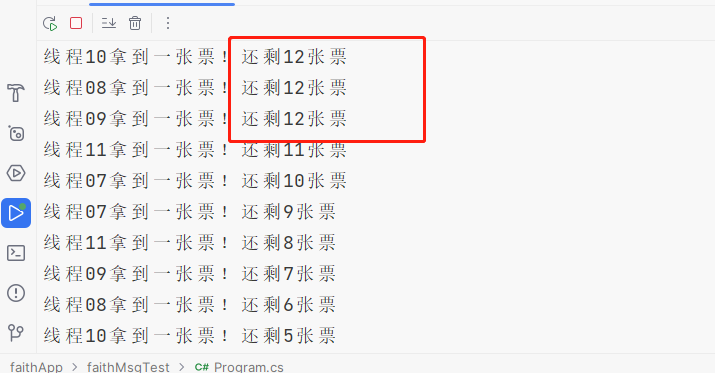 线程10拿到一张票！还剩12张票
线程08拿到一张票！还剩12张票
线程09拿到一张票！还剩12张票
线程11拿到一张票！还剩11张票
线程07拿到一张票！还剩10张票
线程07拿到一张票！还剩9张票
线程11拿到一张票！还剩8张票
线程09拿到一张票！还剩7张票
线程08拿到一张票！还剩6张票
线程10拿到一张票！还剩5张票
faithApp > faithMsgTest > C# Program.cs